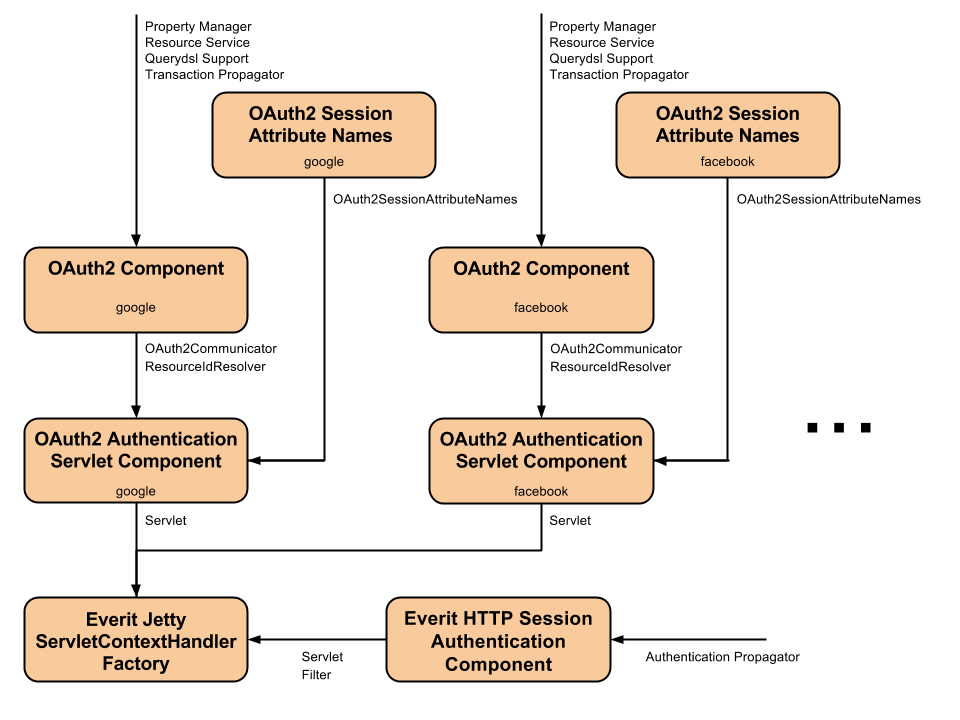 Property Manager
Resource Service
Querydsl Support
Transaction Propagator
Property Manager
Resource Service
Querydsl Support
Transaction Propagator
OAuth2 Session
Attribute Names
google
OAuth2 Session
Attribute Names
facebook
OAuth2SessionAttributeNames
OAuth2SessionAttributeNames
OAuth2 Component
google
OAuth2 Component
facebook
OAuth2Communicator
ResourceIdResolver
OAuth2Communicator
ResourceIdResolver
OAuth2 Authentication
Servlet Component
google
OAuth2 Authentication
Servlet Component
facebook
Servlet
Servlet
Everit Jetty
ServletContextHandler
Factory
Servlet
Filter
Everit HTTP Session
Authentication
Component
Authentication Propagator